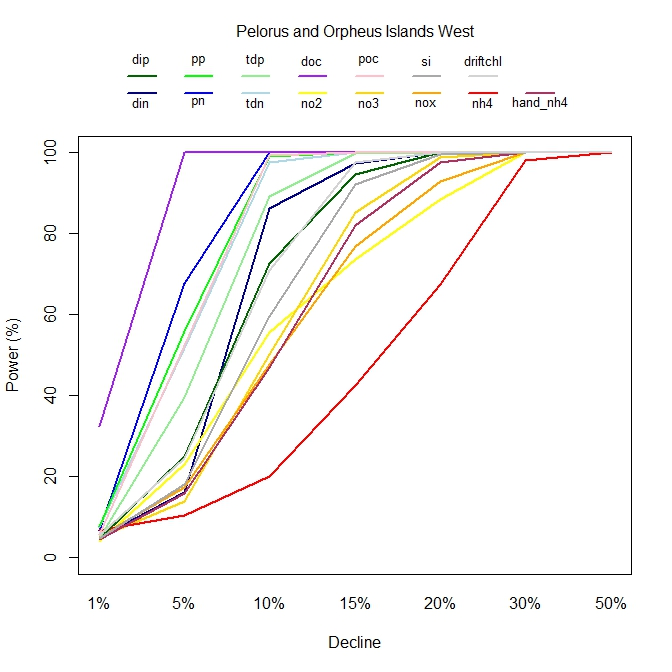 Pelorus and Orpheus Islands West
dip pp tdp doc poc si driftchl
din pn tdn no2 no3 nox nh4 hand_nh4
100
80
60
40
20
0
Power (%)
1% 5% 10% 15% 20% 30% 50%
Decline